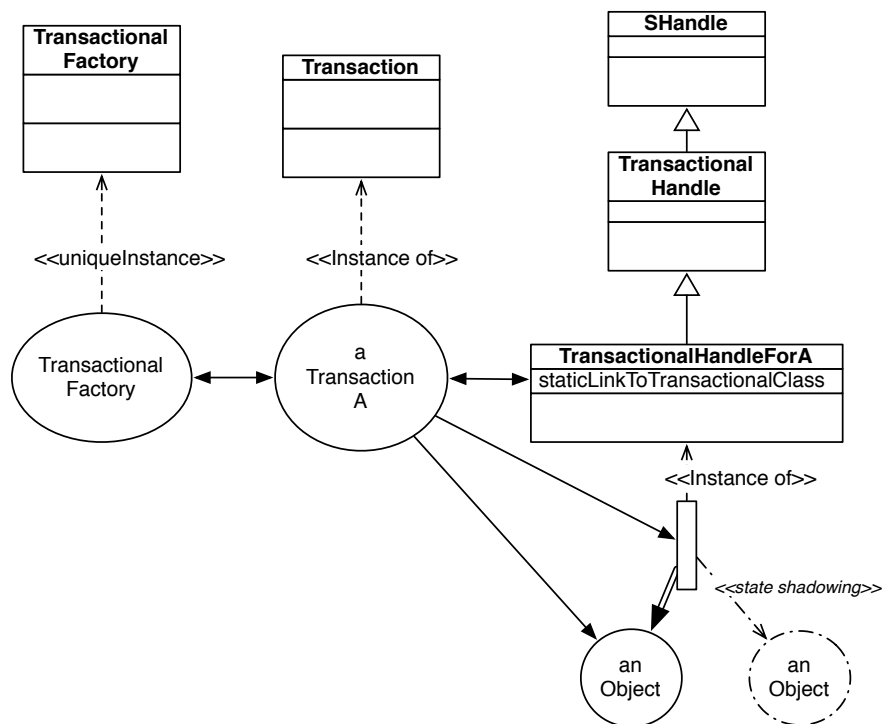 SHandle
Transactional
Factory
Transaction
Transactional
Handle
<<uniqueInstance>>
<<Instance of>>
Transactional
Factory
a
Transaction
A
TransactionalHandleForA
staticLinkToTransactionalClass
<<Instance of>>
<<state shadowing>>
an
Object
an
Object